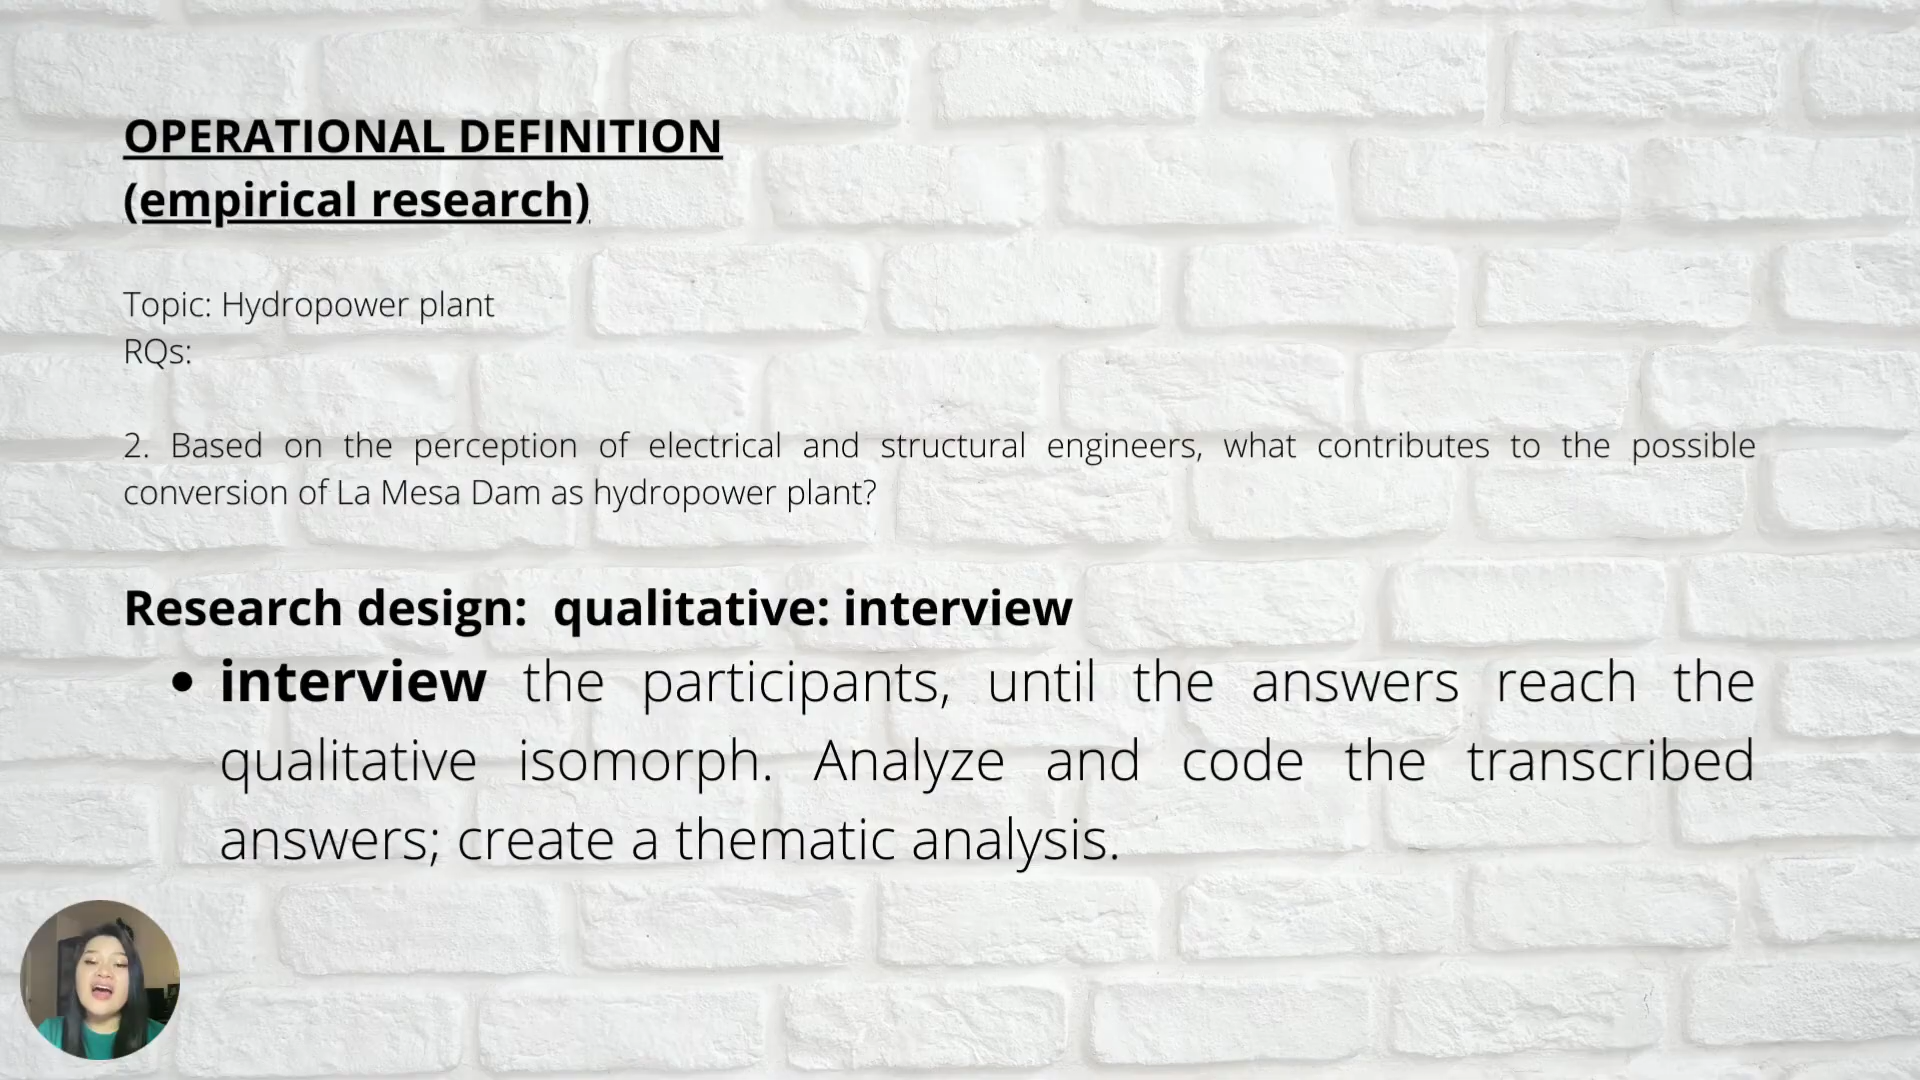 OPERATIONAL DEFINITION
(empirical research)
Topic: Hydropower plant
RQs:
2. Based on the perception of electrical and structural engineers, what contributes to the possible
conversion of La Mesa Dam as hydropower plant?
Research design: qualitative: interview
• interview the participants, until the answers reach the
qualitative isomorph. Analyze and code the transcribed
answers; create a thematic analysis.